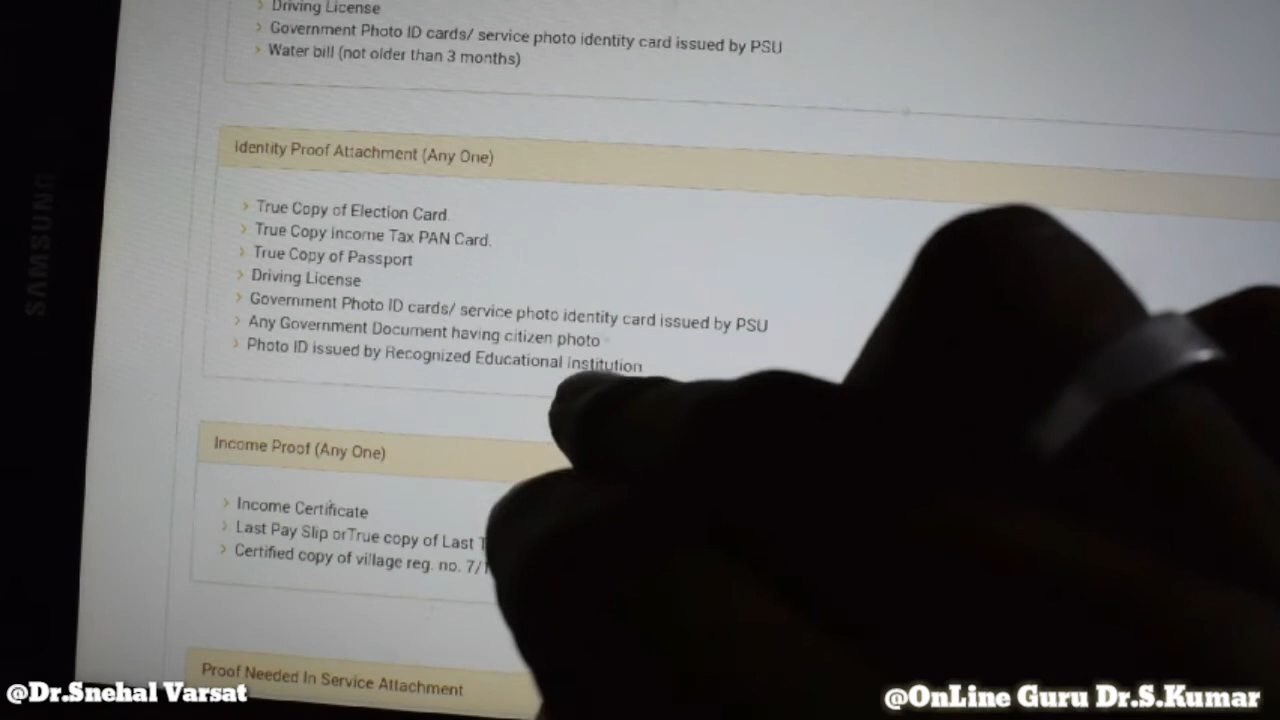 Driving License
Government Photo ID cards/ service photo identity card issued by PSU
Water bill (not older than 3 months)
Identity Proof Attachment (Any One)
True Copy of Election Card.
True Copy Income Tax PAN Card.
True Copy of Passport
Driving License
Government Photo ID cards/ service photo identity card issued by PSU
Any Government Document having citizen photo
Photo ID issued by Recognized Educational Institution
Income Proof (Any One)
Income Certificate
Last Pay Slip orTrue copy of Last
Certified copy of village reg. no. 7/
Proof Needed In Service Attachment
SAMSUNG
@Dr.Snehal Varsat
@OnLine Guru Dr.S.Kumar